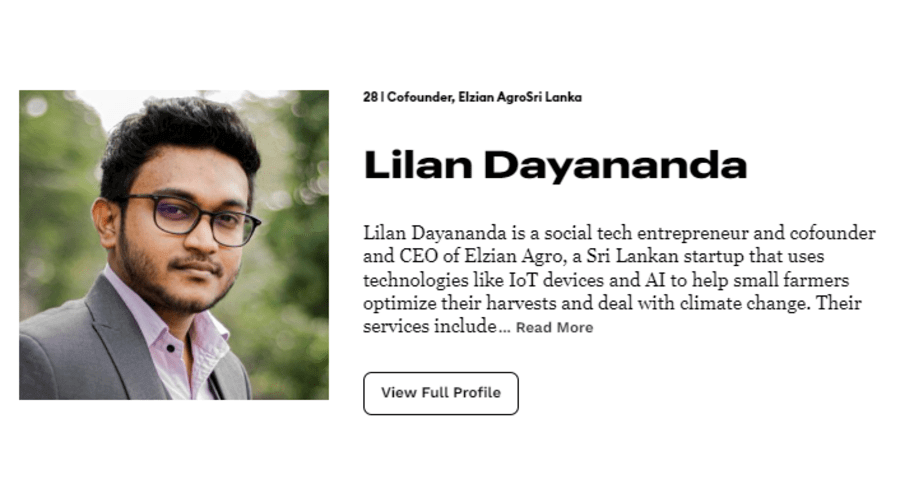 28 | Cofounder, Elzian AgroSri Lanka
Lilan Dayananda
Lilan Dayananda is a social tech entrepreneur and cofounder
and CEO of Elzian Agro, a Sri Lankan startup that uses
technologies like IoT devices and AI to help small farmers
optimize their harvests and deal with climate change. Their
services include... Read More
View Full Profile